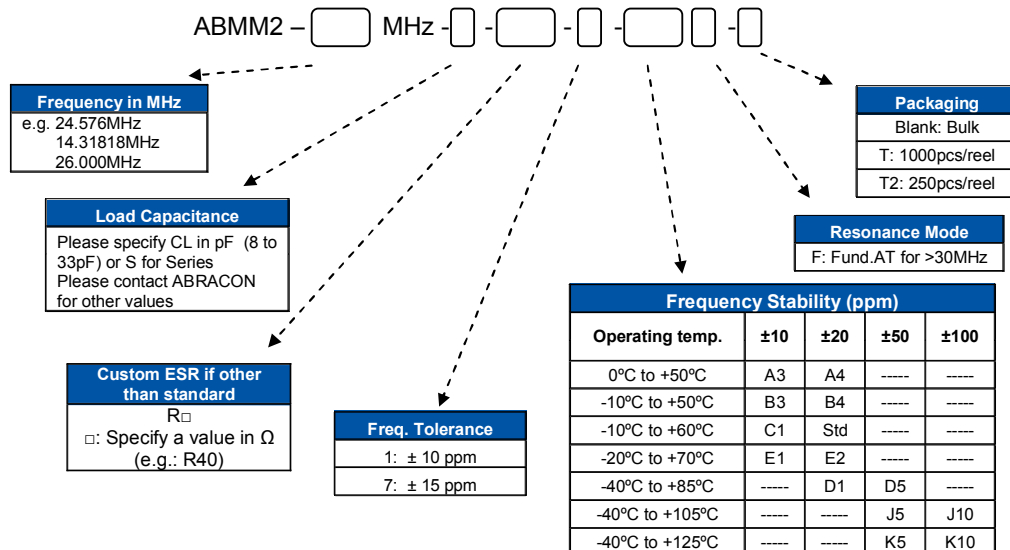 ABMM2 – MHz - - - - -
Frequency in MHz
e.g. 24.576MHz
14.31818MHz
26.000MHz
Load Capacitance
Please specify CL in pF (8 to
33pF) or S for Series
Please contact ABRACON
for other values
Custom ESR if other
than standard
R□
□: Specify a value in Ω
(e.g.: R40)
Freq. Tolerance
1: ± 10 ppm
7: ± 15 ppm
Frequency Stability (ppm)
Operating temp. ±10 ±20 ±50 ±100
0ºC to +50ºC A3 A4 ----- -----
-10ºC to +50ºC B3 B4 ----- -----
-10ºC to +60ºC C1 Std ----- -----
-20ºC to +70ºC E1 E2 ----- -----
-40ºC to +85ºC ----- D1 D5 -----
-40ºC to +105ºC ----- ----- J5 J10
-40ºC to +125ºC ----- ----- K5 K10
Resonance Mode
F: Fund.AT for >30MHz
Packaging
Blank: Bulk
T: 1000pcs/reel
T2: 250pcs/reel